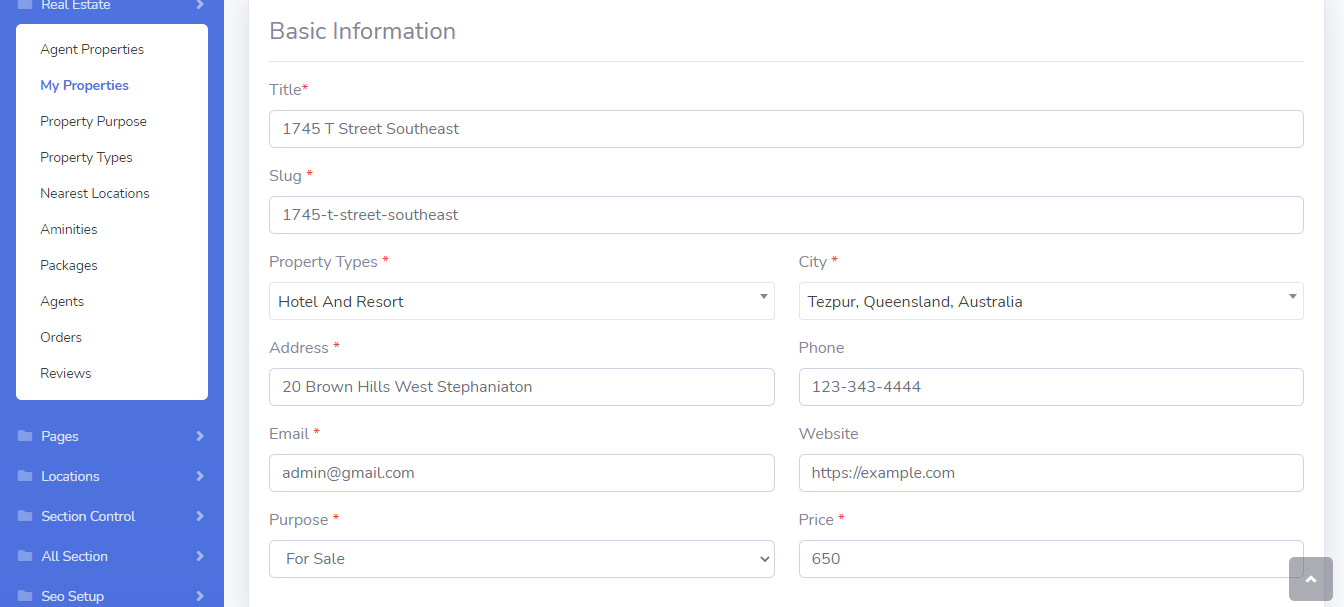 Real Estate
Agent Properties
My Properties
Property Purpose
Property Types
Nearest Locations
Aminities
Packages
Agents
Orders
Reviews
Pages
Locations
Section Control
All Section
Seo Setup
Basic Information
Title*
1745 T Street Southeast
Slug *
1745-t-street-southeast
Property Types *
City *
Hotel And Resort
Tezpur, Queensland, Australia
Address *
Phone
20 Brown Hills West Stephaniaton
123-343-4444
Email *
Website
admin@gmail.com
https://example.com
Purpose *
Price *
For Sale
650